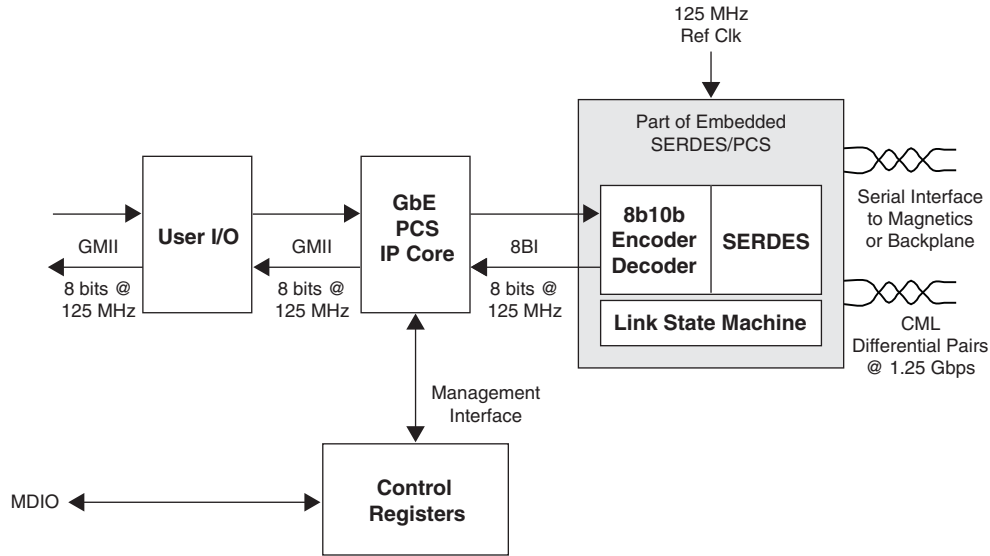 125 MHz
Ref Clk
Part of Embedded
SERDES/PCS
GMII
8 bits @
125 MHz
User I/O
GMII
8 bits @
125 MHz
GbE
PCS
IP Core
8BI
8 bits @
125 MHz
8b10b
Encoder
Decoder
SERDES
Link State Machine
Serial Interface
to Magnetics
or Backplane
CML
Differential Pairs
@ 1.25 Gbps
Management
Interface
MDIO
Control
Registers